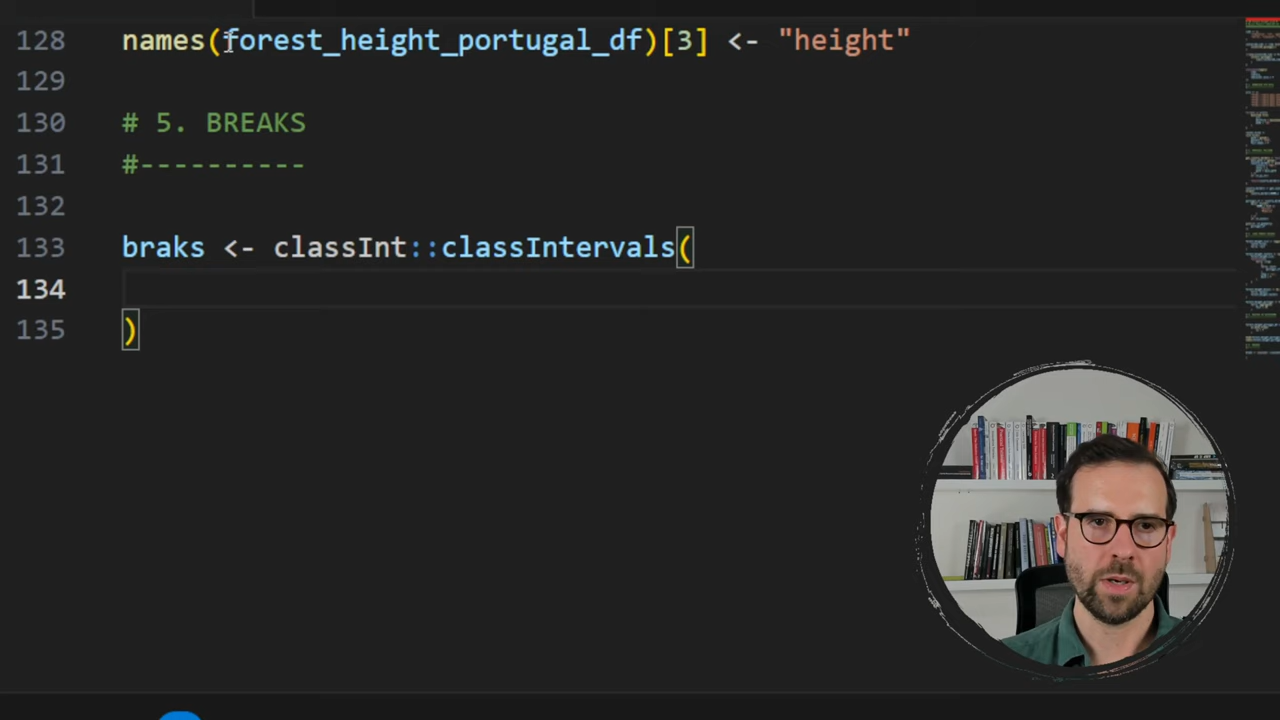 128 names(forest_height_portugal_df)[3] <- "height"
129
130 # 5. BREAKS
131 #----------
132
133 braks <- classInt::classIntervals(
134
135 )